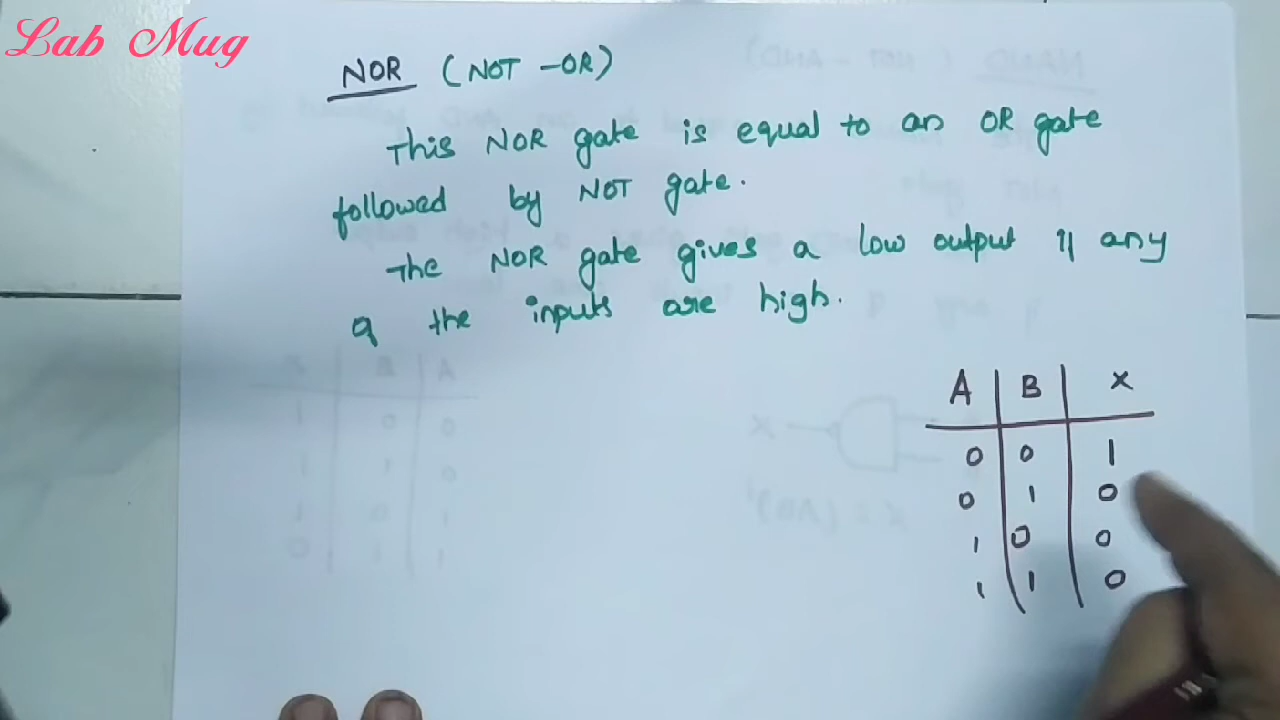 Lab Mug
NOR (NOT -OR)
This NOR gate is equal to an OR gate
followed by NOT gate.
The NOR gate gives a low output if any
of the inputs are high.
A B X
0 0 1
0 1 0
1 0 0
1 1 0